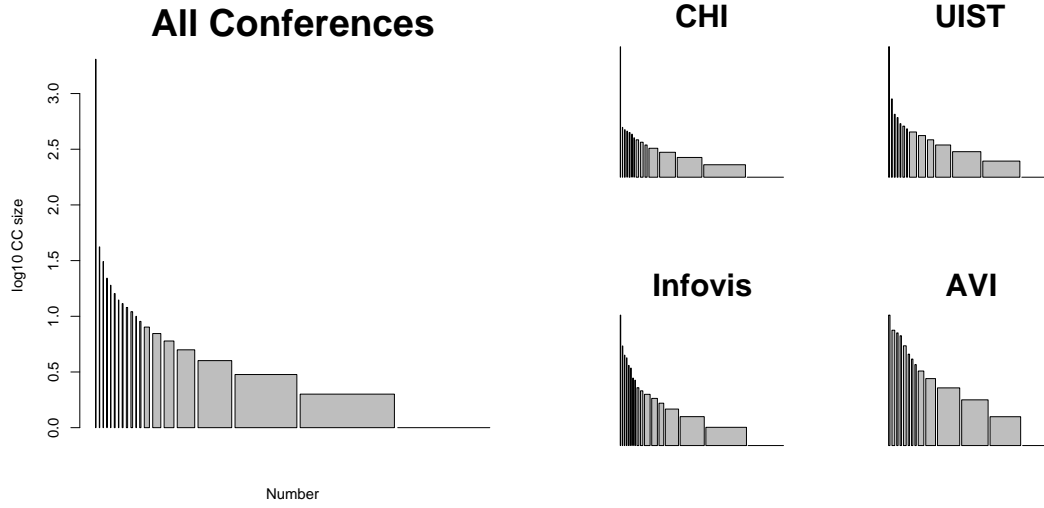 All Conferences
CHI
UIST
3.0
2.5
2.0
1.5
1.0
0.5
0.0
log10 CC size
Number
Infovis
AVI